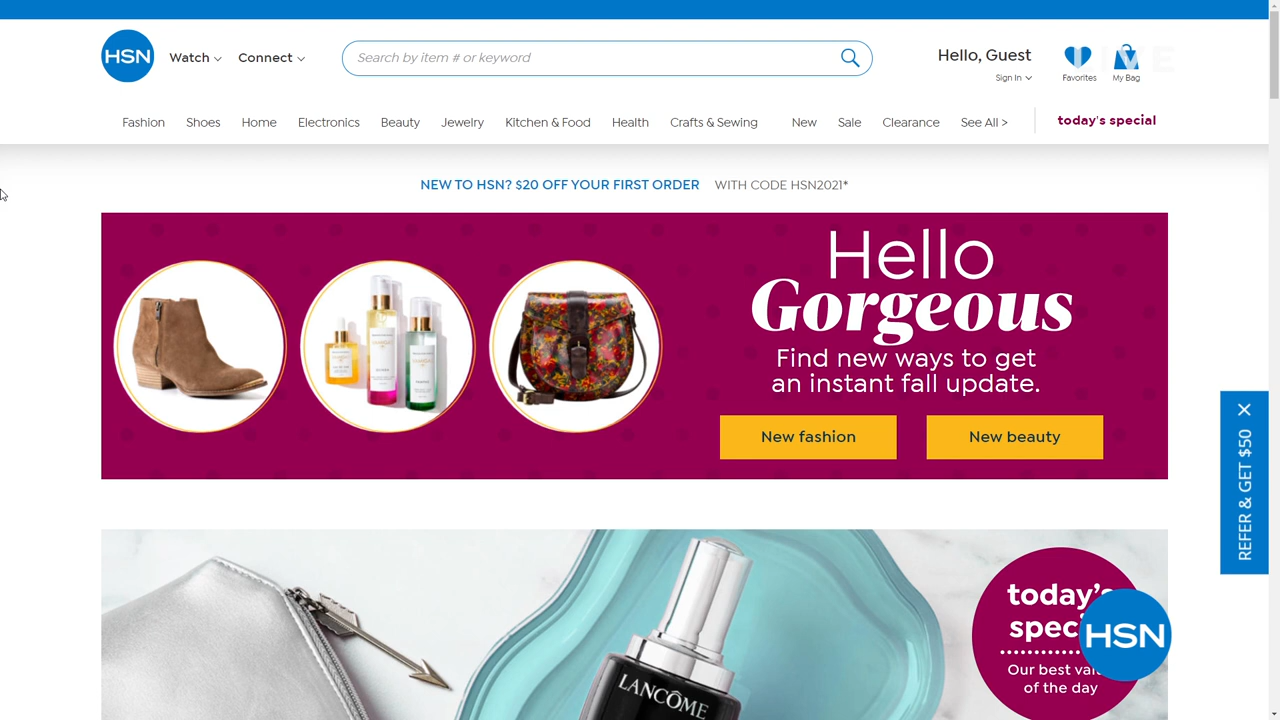 HSN
Watch
Connect
Search by item # or keyword
Hello, Guest
Sign In
Favorites
My Bag
Fashion
Shoes
Home
Electronics
Beauty
Jewelry
Kitchen & Food
Health
Crafts & Sewing
New
Sale
Clearance
See All >
today's special
NEW TO HSN? $20 OFF YOUR FIRST ORDER WITH CODE HSN2021*
Hello
Gorgeous
Find new ways to get
an instant fall update.
New fashion
New beauty
REFER & GET $50
LANCÔME
today's
HSN
Our best
of the day